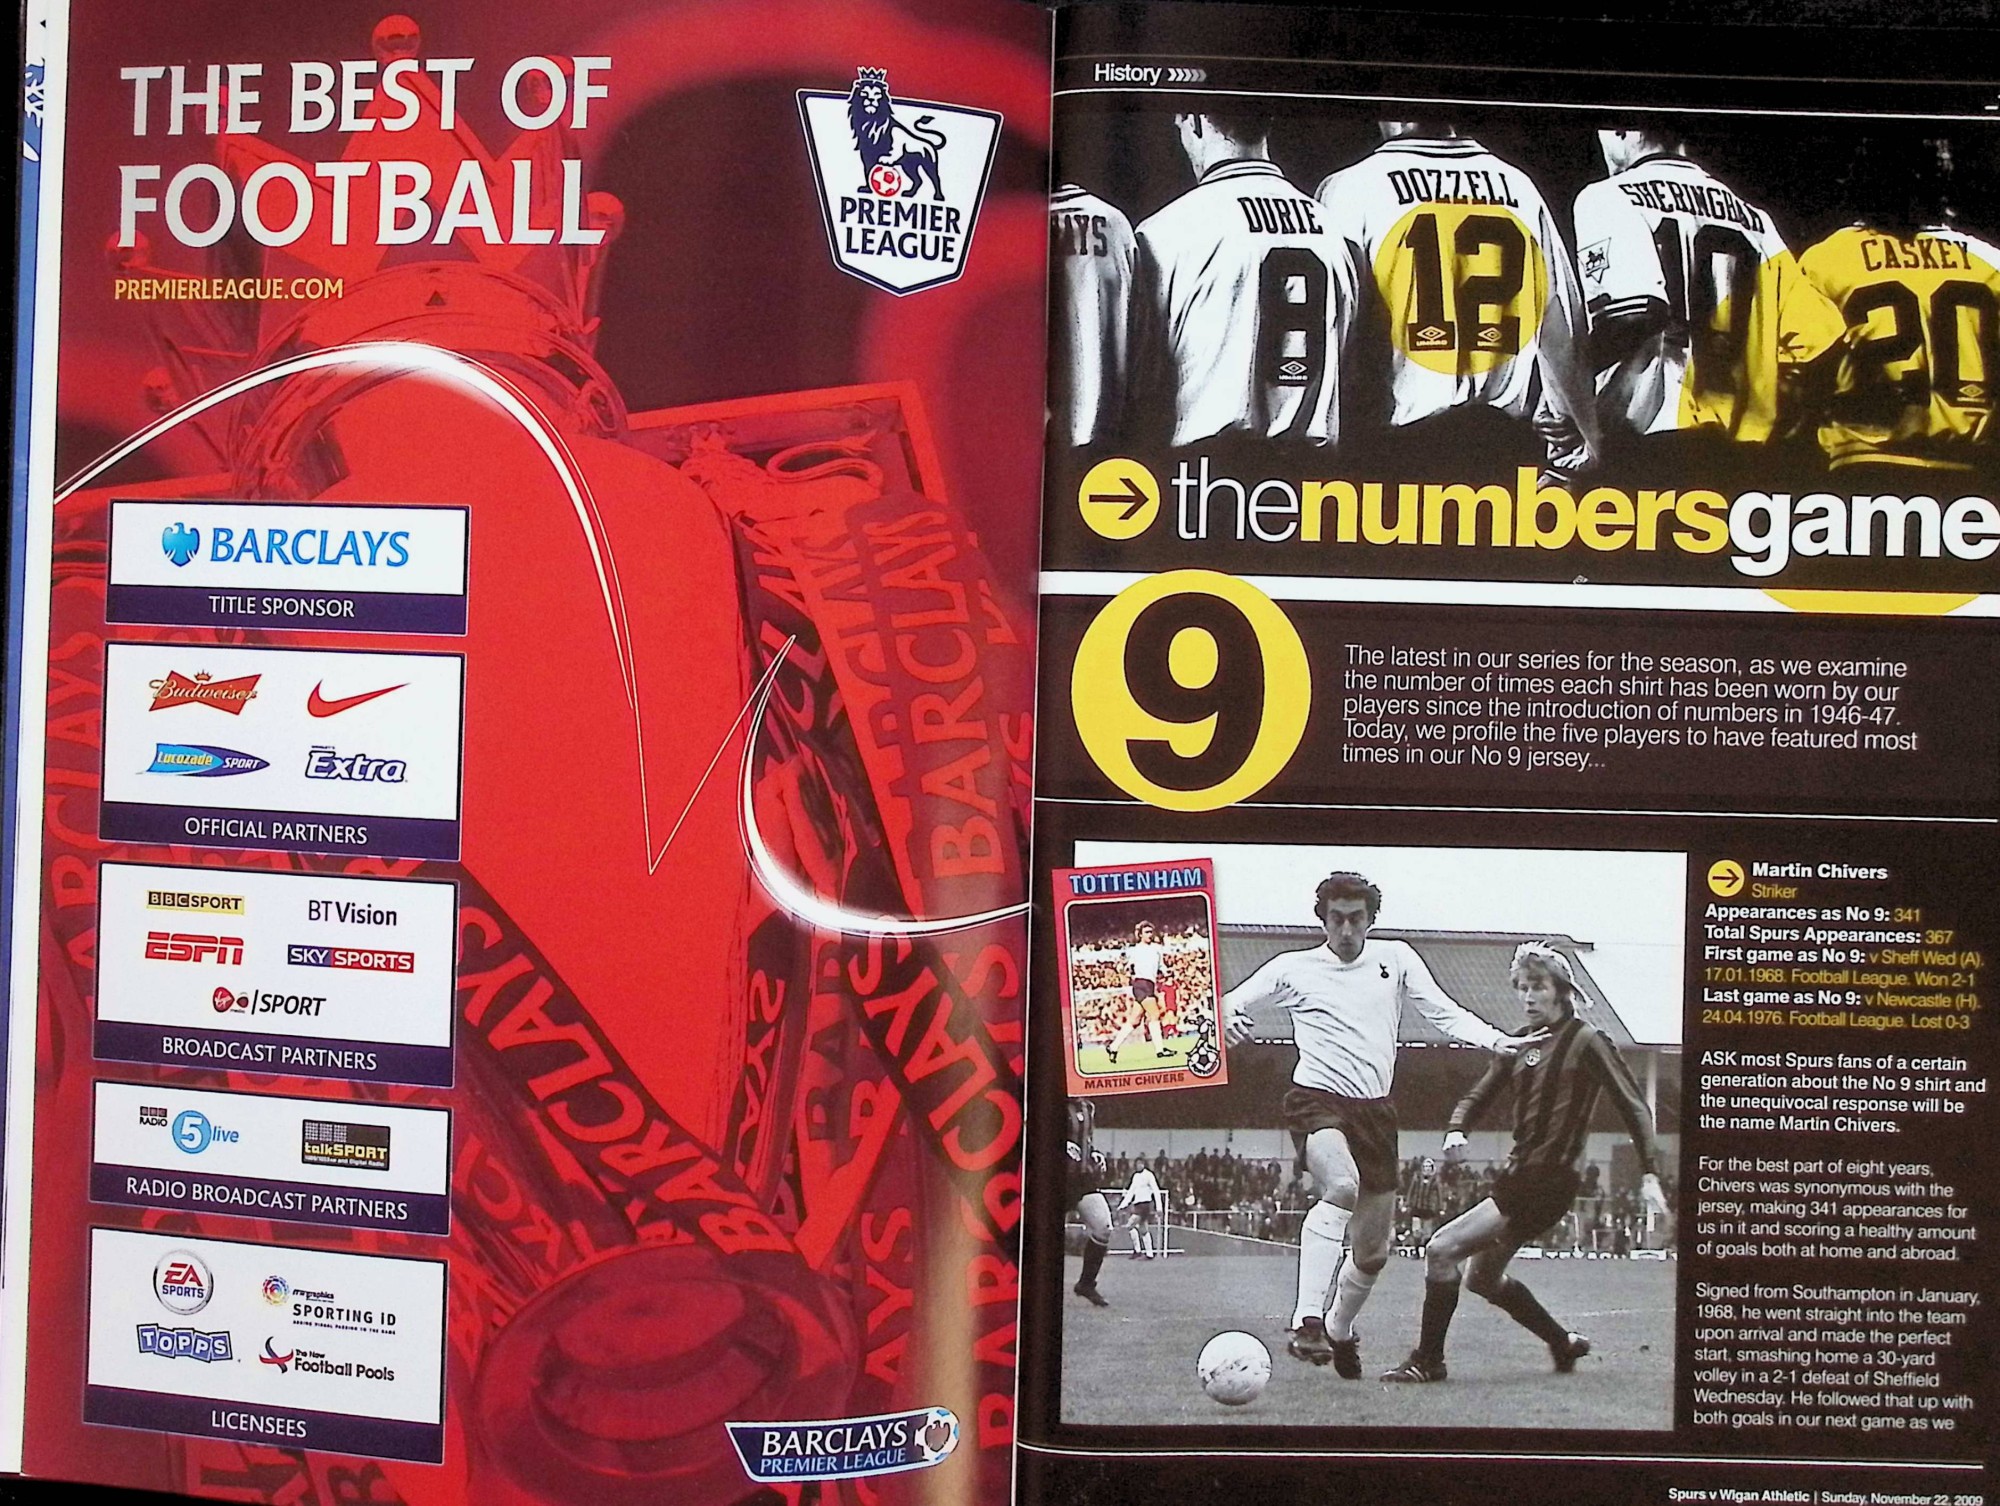 THE BEST OF
FOOTBALL
PREMIERLEAGUE.COM
PREMIER
LEAGUE
BARCLAYS
TITLE SPONSOR
Budweiser
Lucozade SPORT
Extra
OFFICIAL PARTNERS
BBC SPORT
BT Vision
ESPN
SKY SPORTS
SPORT
BROADCAST PARTNERS
BBC
RADIO
5 live
talkSPORT
RADIO BROADCAST PARTNERS
EA
SPORTS
SPORTING ID
TOPPS
The New
Football Pools
LICENSEES
BARCLAYS
PREMIER LEAGUE
BARCLAYS
BARCLAYS
BARCLAYS
BARCLAYS
History
DURIE
8
DOZZELL
12
SHERINGHAM
10
CASKEY
20
UMBRO
UMBRO
UMBRO
thenumbersgame
9
The latest in our series for the season, as we examine
the number of times each shirt has been worn by our
players since the introduction of numbers in 1946-47.
Today, we profile the five players to have featured most
times in our No 9 jersey...
TOTTENHAM
MARTIN CHIVERS
Martin Chivers
Striker
Appearances as No 9: 341
Total Spurs Appearances: 367
First game as No 9: v Sheff Wed (A).
17.01.1968. Football League. Won 2-1
Last game as No 9: v Newcastle (H).
24.04.1976. Football League. Lost 0-3
ASK most Spurs fans of a certain
generation about the No 9 shirt and
the unequivocal response will be
the name Martin Chivers.
For the best part of eight years,
Chivers was synonymous with the
jersey, making 341 appearances for
us in it and scoring a healthy amount
of goals both at home and abroad.
Signed from Southampton in January,
1968, he went straight into the team
upon arrival and made the perfect
start, smashing home a 30-yard
volley in a 2-1 defeat of Sheffield
Wednesday. He followed that up with
both goals in our next game as we
Spurs v Wigan Athletic | Sunday, November 22, 2009